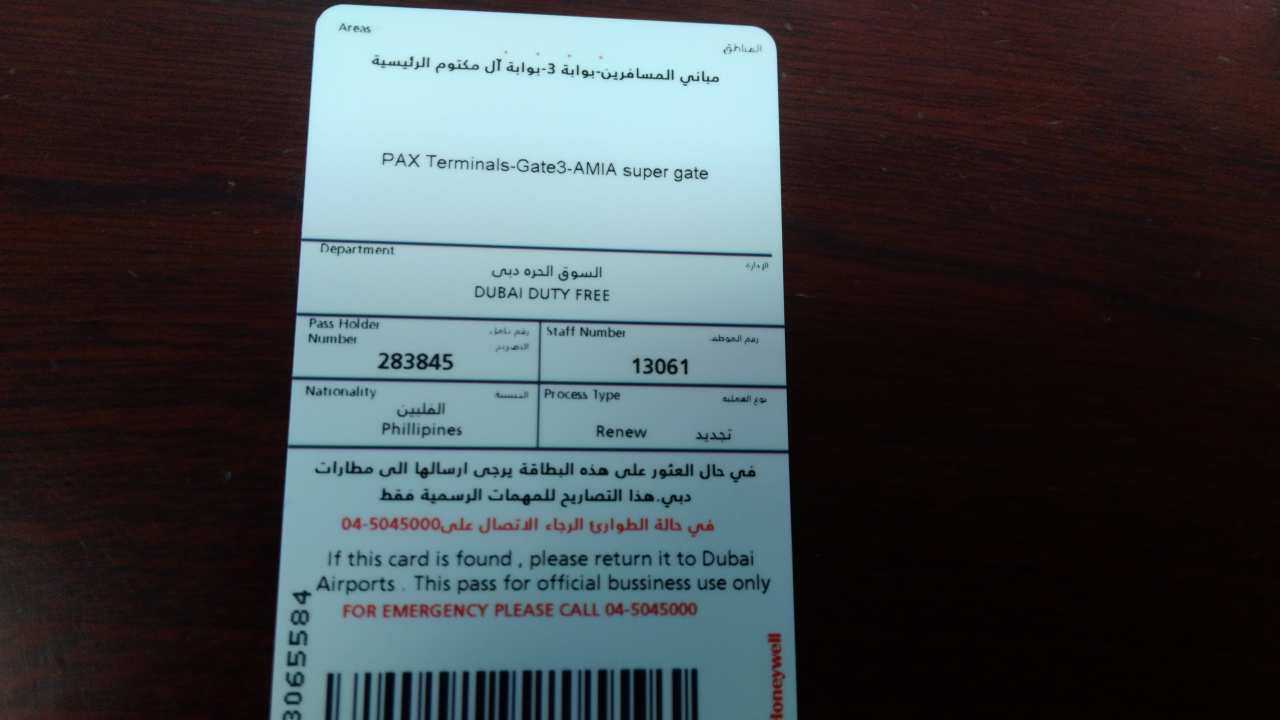 Areas المناطق
مباني المسافرين-بوابة 3-بوابة آل مكتوم الرئيسية
PAX Terminals-Gate3-AMIA super gate
Department الإدارة
السوق الحره دبى
DUBAI DUTY FREE
Pass Holder رقم حامل
Number التصريح
283845
Staff Number رقم الموظف
13061
Nationality الجنسية
الفلبين
Phillipines
Process Type نوع العملية
Renew تجديد
في حال العثور على هذه البطاقة يرجى ارسالها الى مطارات
دبي.هذا التصاريح للمهمات الرسمية فقط
في حالة الطوارئ الرجاء الاتصال على04-5045000
If this card is found , please return it to Dubai
Airports . This pass for official bussiness use only
FOR EMERGENCY PLEASE CALL 04-5045000
3065584
Honeywell